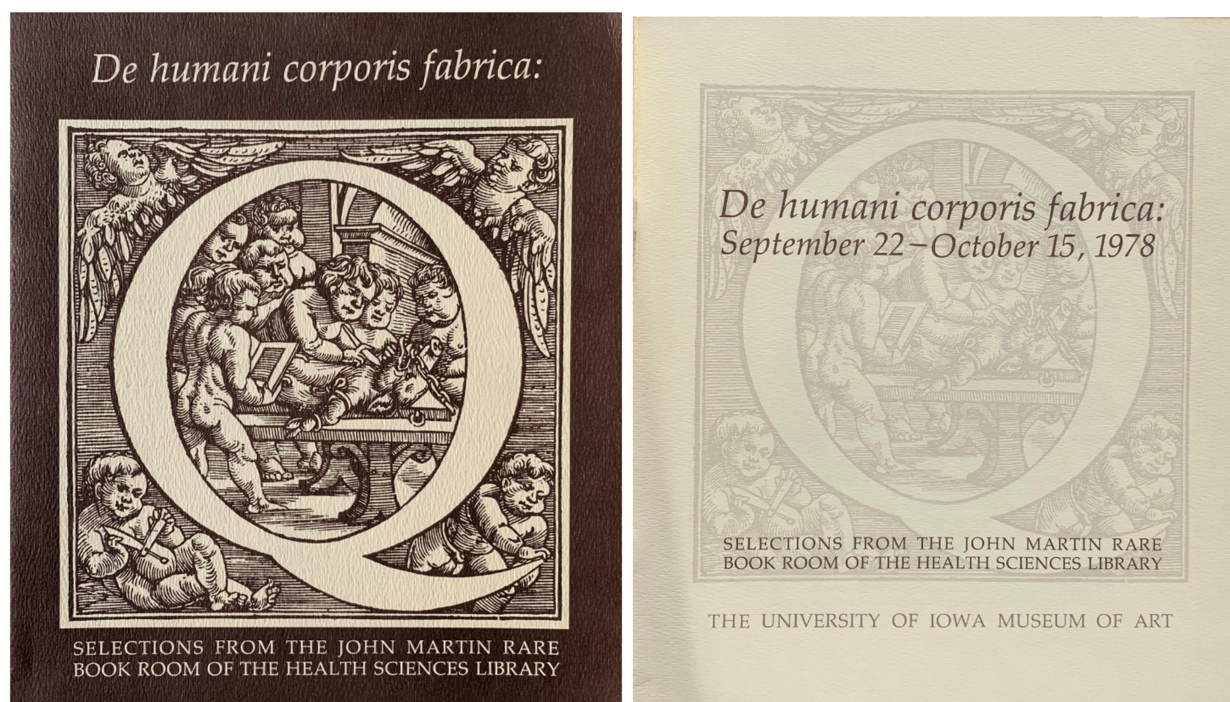 De humani corporis fabrica:
SELECTIONS FROM THE JOHN MARTIN RARE
BOOK ROOM OF THE HEALTH SCIENCES LIBRARY
De humani corporis fabrica:
September 22–October 15, 1978
SELECTIONS FROM THE JOHN MARTIN RARE
BOOK ROOM OF THE HEALTH SCIENCES LIBRARY
THE UNIVERSITY OF IOWA MUSEUM OF ART